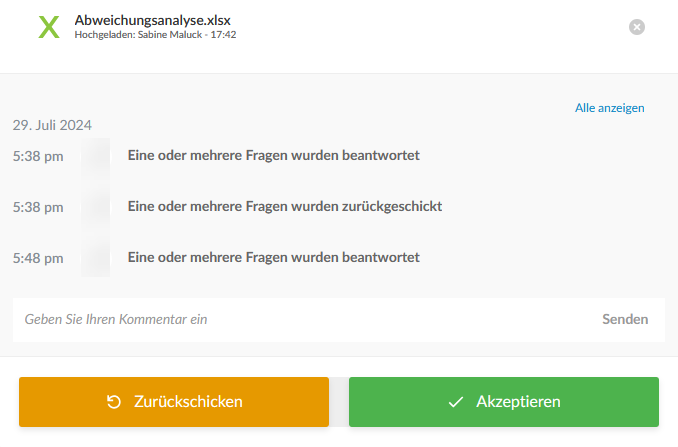 Abweichungsanalyse.xlsx
Hochgeladen: Sabine Maluck - 17:42
Alle anzeigen
29. Juli 2024
5:38 pm Eine oder mehrere Fragen wurden beantwortet
5:38 pm Eine oder mehrere Fragen wurden zurückgeschickt
5:48 pm Eine oder mehrere Fragen wurden beantwortet
Geben Sie Ihren Kommentar ein Senden
Zurückschicken Akzeptieren